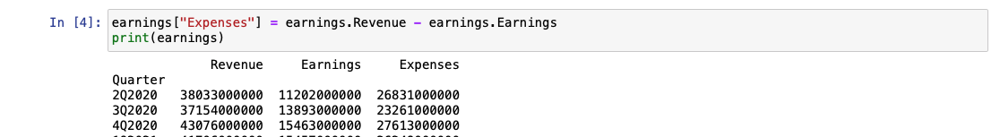 In [4]: earnings["Expenses"] = earnings.Revenue - earnings.Earnings
print(earnings)
Revenue Earnings Expenses
Quarter
2Q2020 38033000000 11202000000 26831000000
3Q2020 37154000000 13893000000 23261000000
4Q2020 43076000000 15463000000 27613000000